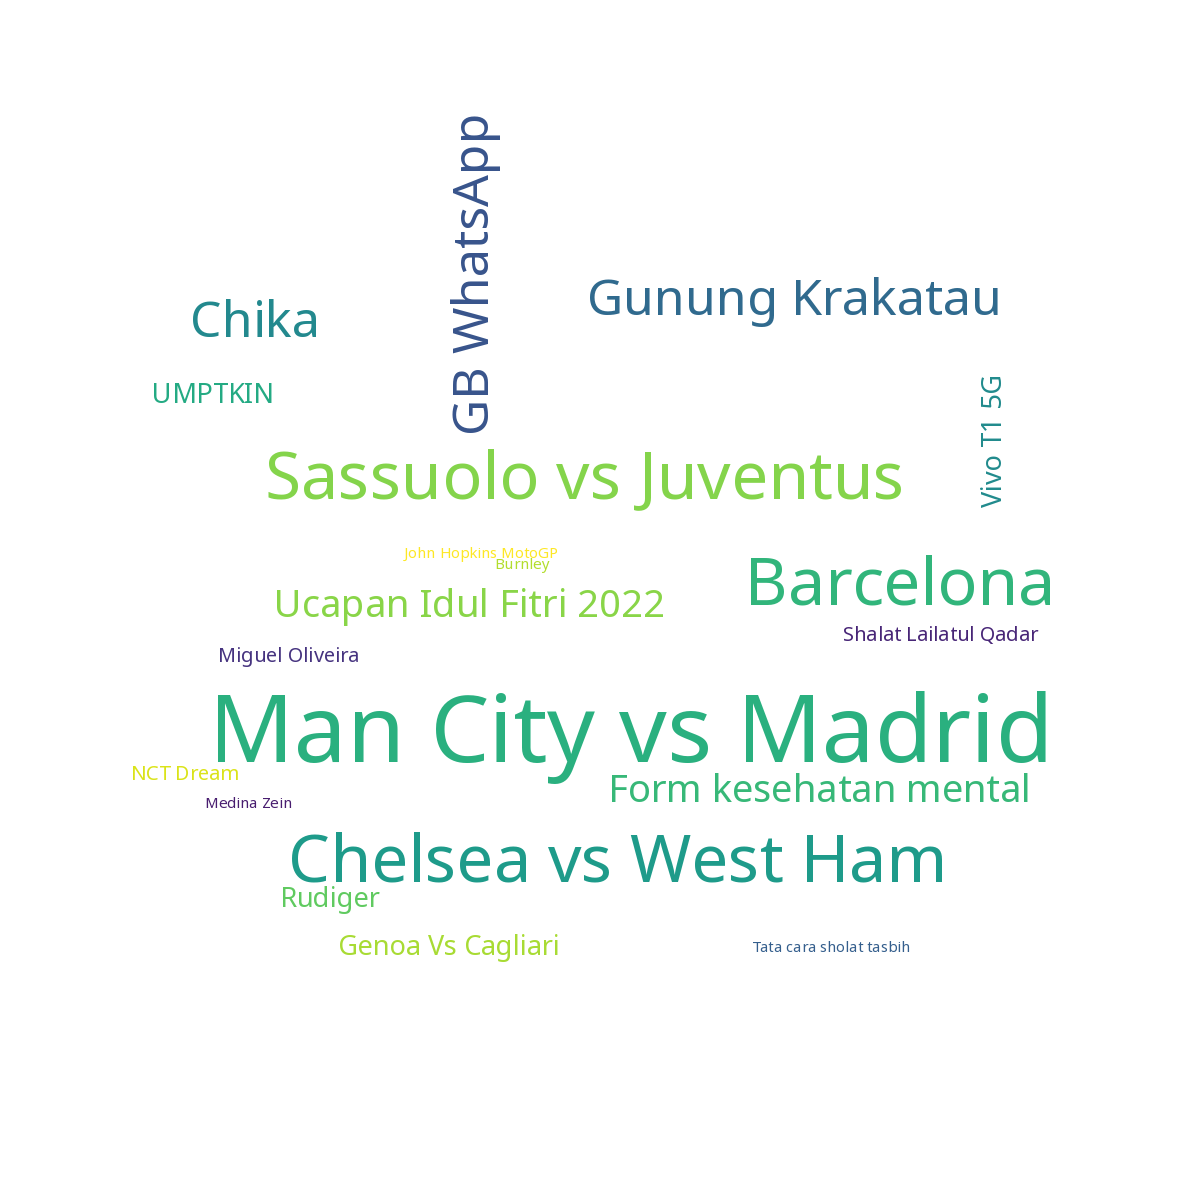 GB WhatsApp
Gunung Krakatau
Chika
UMPTKIN
Vivo T1 5G
Sassuolo vs Juventus
John Hopkins MotoGP
Burnley
Barcelona
Ucapan Idul Fitri 2022
Shalat Lailatul Qadar
Miguel Oliveira
Man City vs Madrid
NCT Dream
Form kesehatan mental
Medina Zein
Chelsea vs West Ham
Rudiger
Genoa Vs Cagliari
Tata cara sholat tasbih